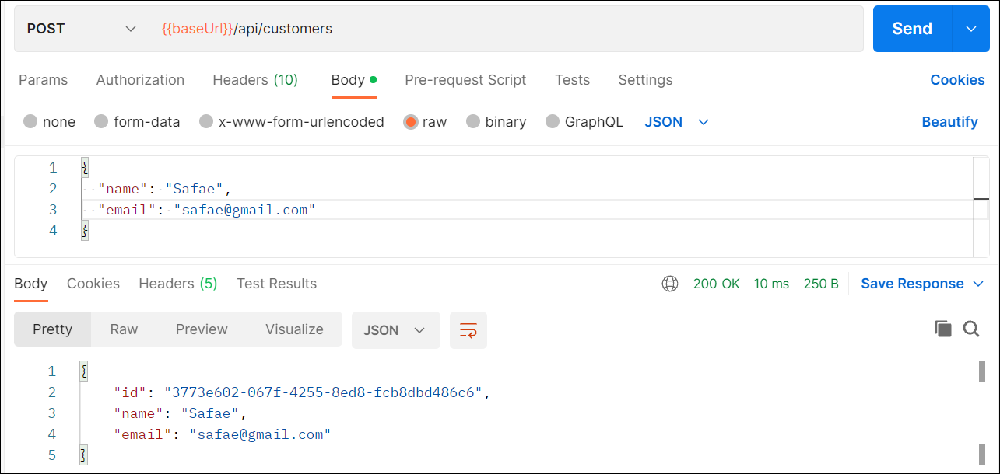 POST {{baseUrl}}/api/customers Send
Params Authorization Headers (10) Body Pre-request Script Tests Settings Cookies
none form-data x-www-form-urlencoded raw binary GraphQL JSON Beautify
1 {
2 "name": "Safae",
3 "email": "safae@gmail.com"
4 }
Body Cookies Headers (5) Test Results 200 OK 10 ms 250 B Save Response
Pretty Raw Preview Visualize JSON
1 {
2 "id": "3773e602-067f-4255-8ed8-fcb8dbd486c6",
3 "name": "Safae",
4 "email": "safae@gmail.com"
5 }